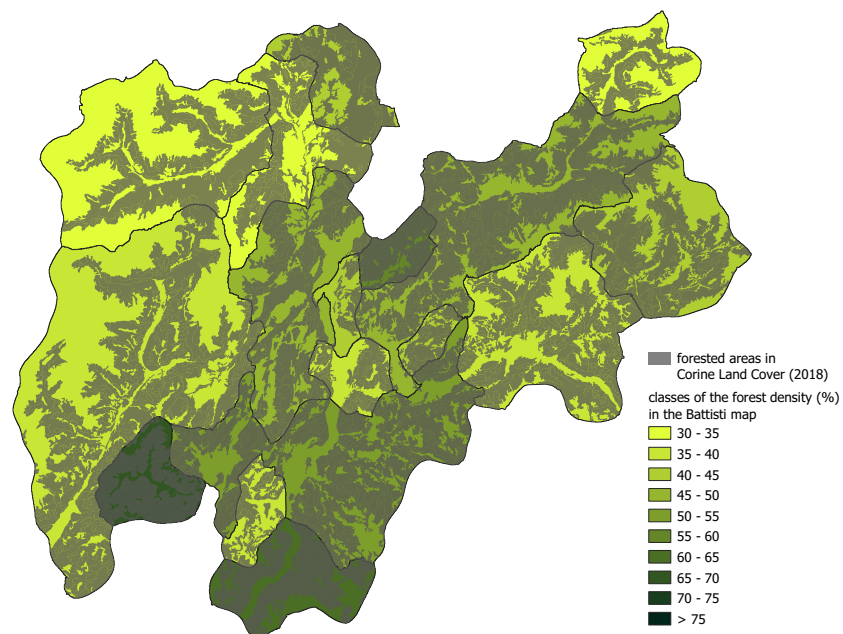 forested areas in
Corine Land Cover (2018)
classes of the forest density (%)
in the Battisti map
30 - 35
35 - 40
40 - 45
45 - 50
50 - 55
55 - 60
60 - 65
65 - 70
70 - 75
> 75